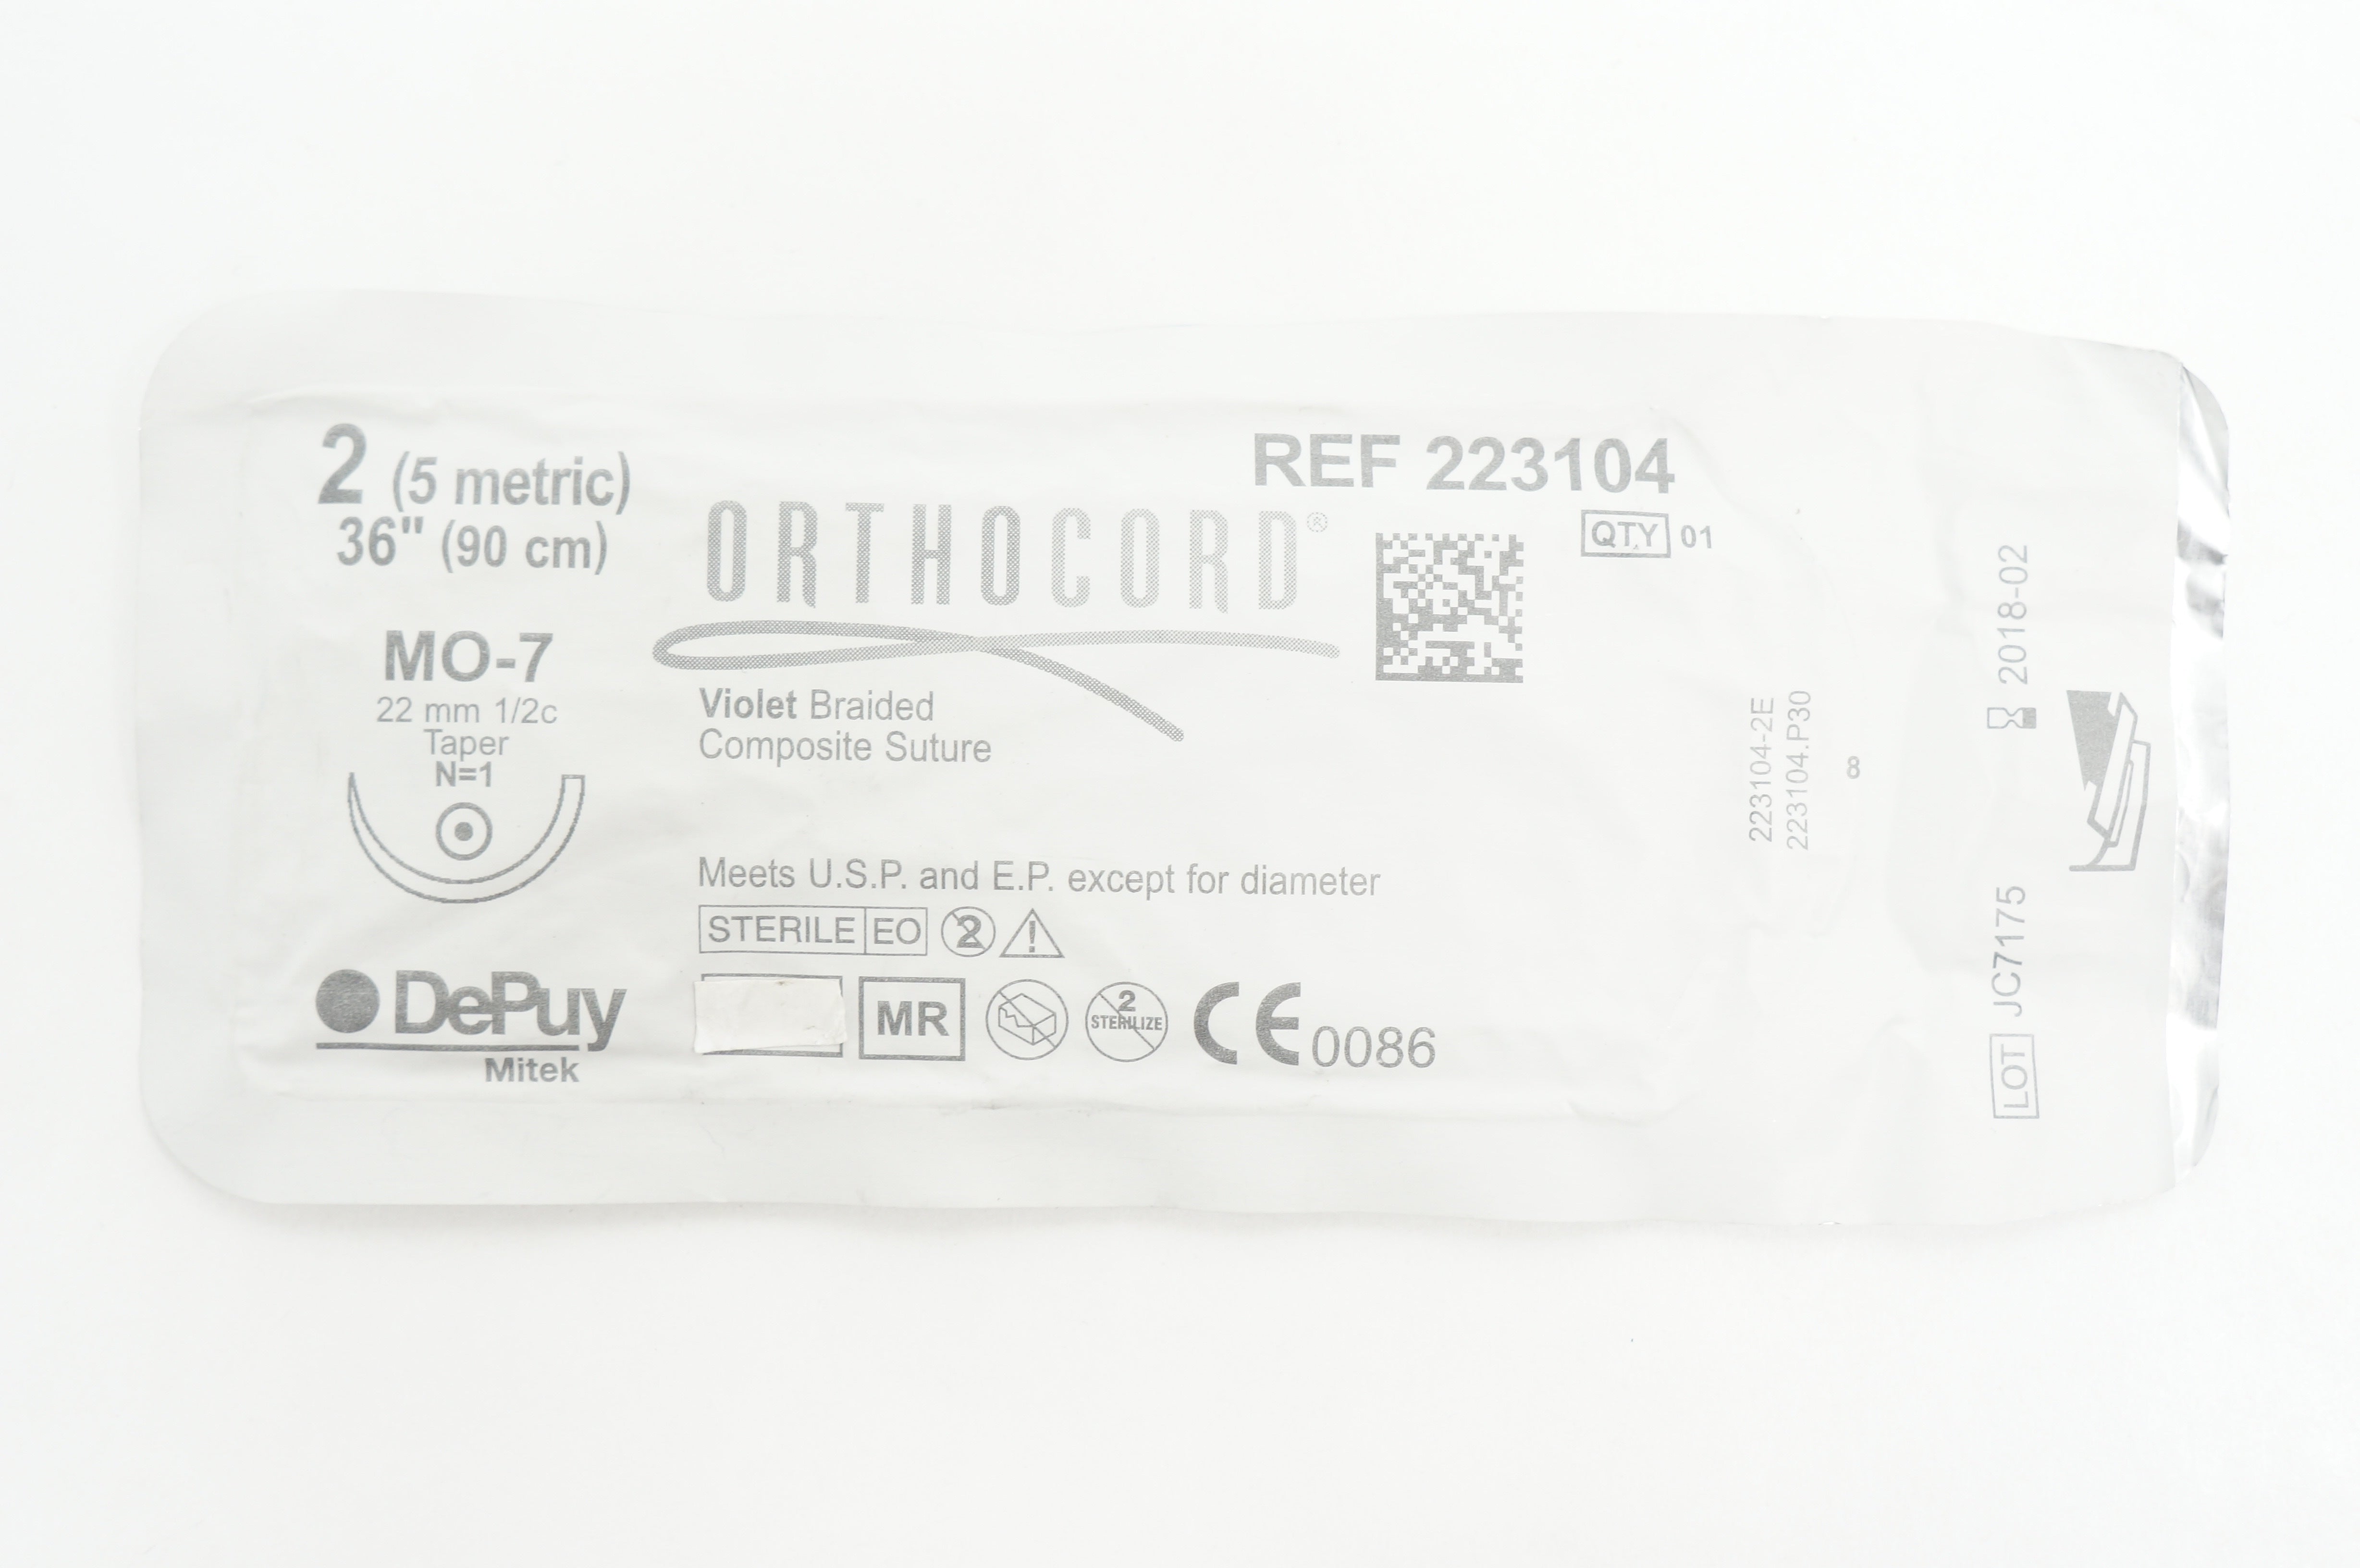 2 (5 metric)
36" (90 cm)
MO-7
22 mm 1/2c
Taper
N=1
DePuy
Mitek
ORTHOCORD®
Violet Braided
Composite Suture
Meets U.S.P. and E.P. except for diameter
STERILE EO 2 !
MR 2 STERILIZE CE 0086
REF 223104
QTY 01
223104-2E
223104.P30
8
2018-02
LOT JC7175